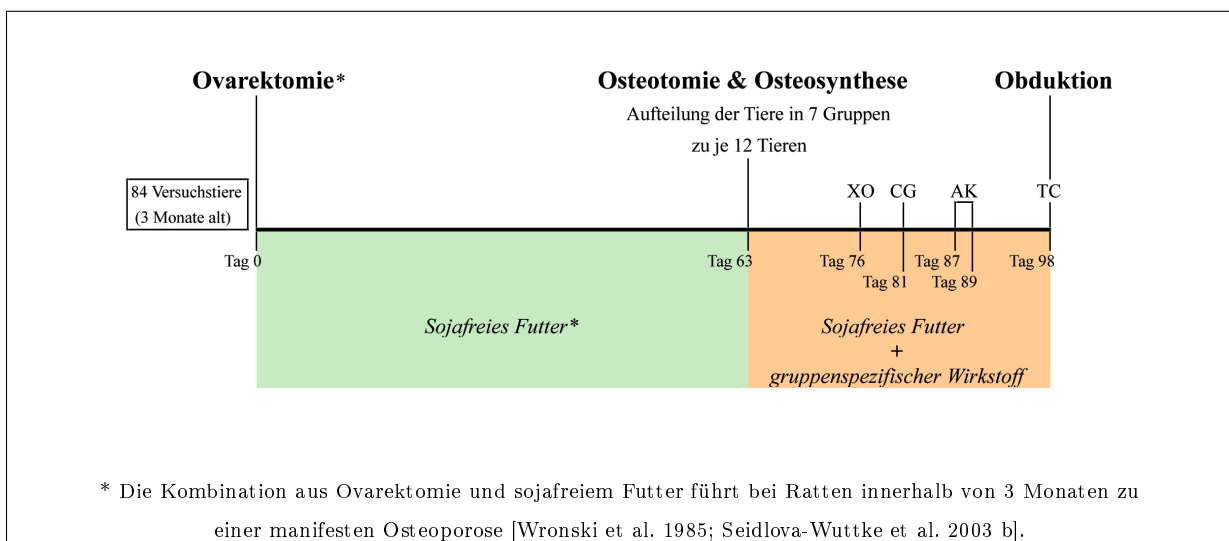 Ovarektomie*
Osteotomie & Osteosynthese
Obduktion
Aufteilung der Tiere in 7 Gruppen
zu je 12 Tieren
84 Versuchstiere
(3 Monate alt)
XO
CG
AK
TC
Tag 0
Tag 63
Tag 76
Tag 81
Tag 87
Tag 89
Tag 98
Sojafreies Futter*
Sojafreies Futter
+
gruppenspezifischer Wirkstoff
* Die Kombination aus Ovarektomie und sojafreiem Futter führt bei Ratten innerhalb von 3 Monaten zu
einer manifesten Osteoporose [Wronski et al. 1985; Seidlova-Wuttke et al. 2003 b].